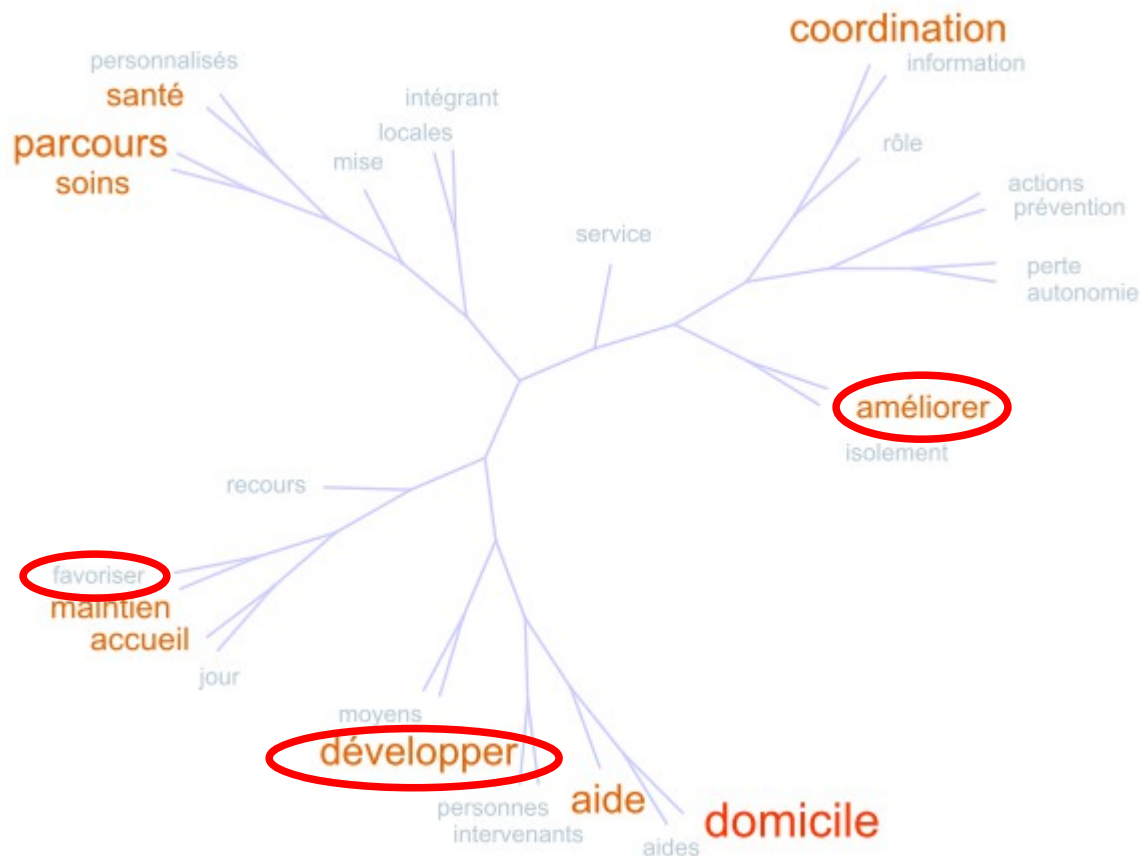 coordination
personnalisés
information
santé
intégrant
locales
parcours
rôle
mise
soins
actions
prévention
service
perte
autonomie
améliorer
isolement
recours
favoriser
maintien
accueil
jour
moyens
développer
personnes
aide
domicile
intervenants
aides